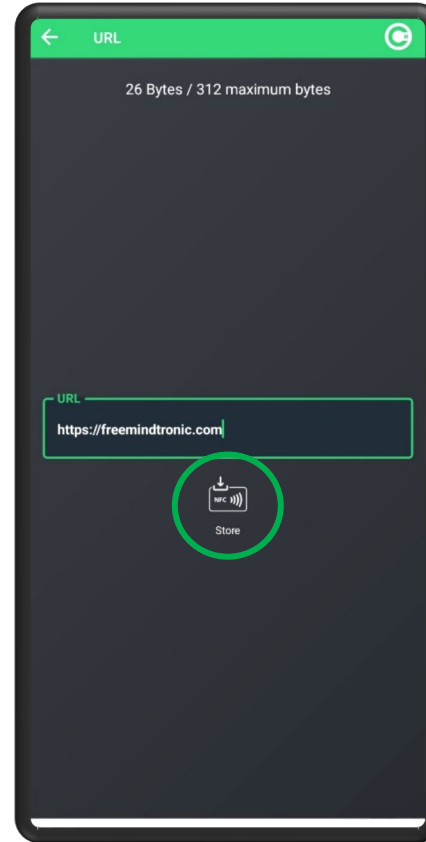 URL
26 Bytes / 312 maximum bytes
URL
https://freemindtronic.com
NFC
Store